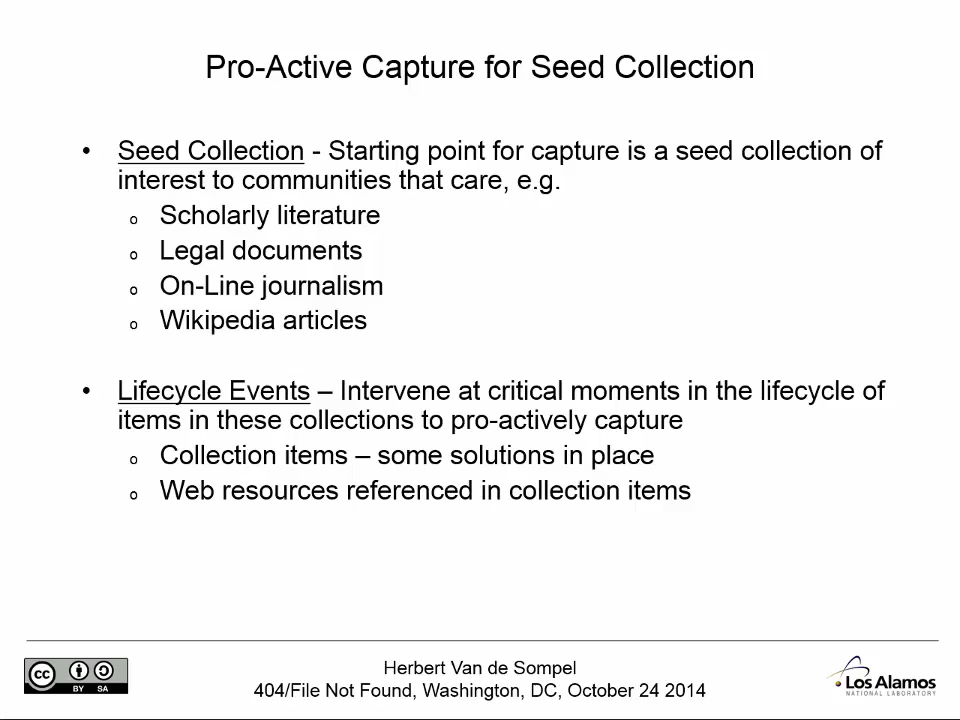 Pro-Active Capture for Seed Collection
• Seed Collection - Starting point for capture is a seed collection of
interest to communities that care, e.g.
o Scholarly literature
o Legal documents
o On-Line journalism
o Wikipedia articles
• Lifecycle Events – Intervene at critical moments in the lifecycle of
items in these collections to pro-actively capture
o Collection items – some solutions in place
o Web resources referenced in collection items
cc BY SA
Herbert Van de Sompel
404/File Not Found, Washington, DC, October 24 2014
Los Alamos
NATIONAL LABORATORY